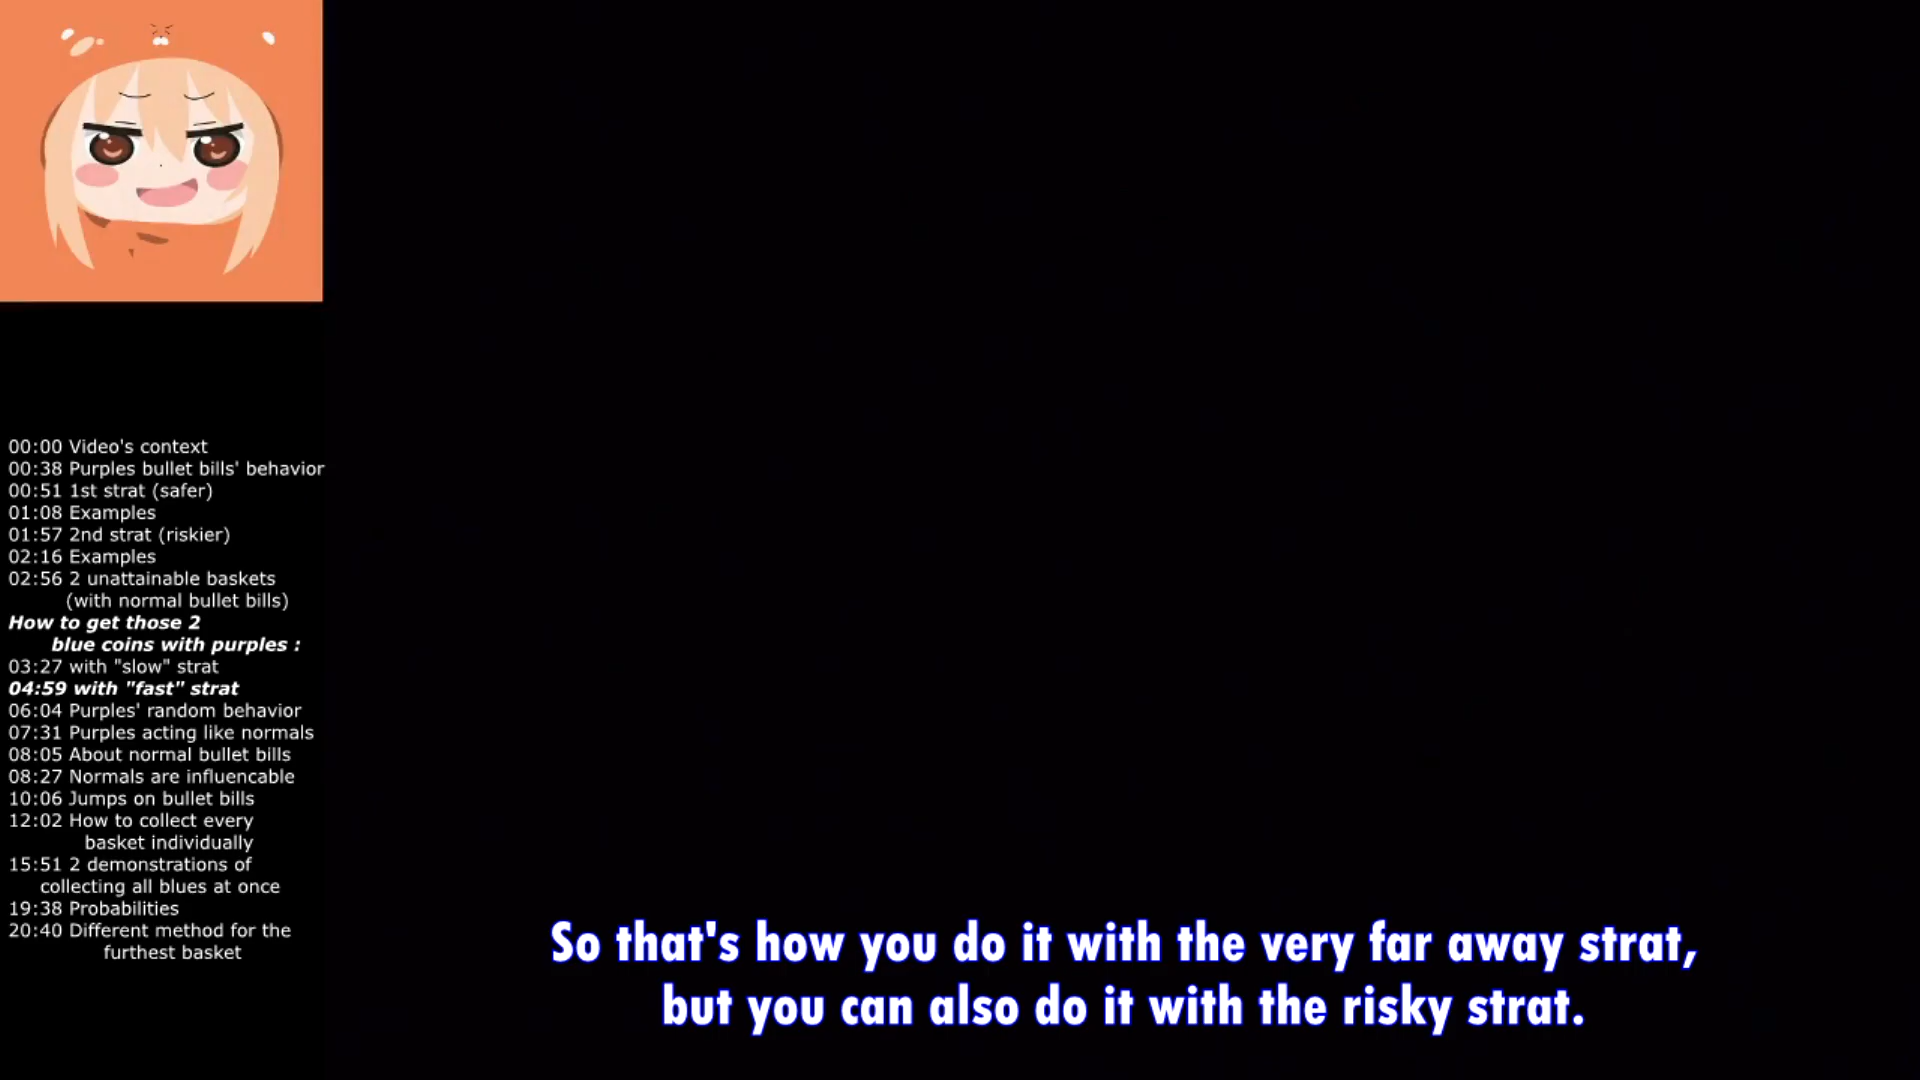 00:00 Video's context
00:38 Purples bullet bills' behavior
00:51 1st strat (safer)
01:08 Examples
01:57 2nd strat (riskier)
02:16 Examples
02:56 2 unattainable baskets
(with normal bullet bills)
How to get those 2
blue coins with purples :
03:27 with "slow" strat
04:59 with "fast" strat
06:04 Purples' random behavior
07:31 Purples acting like normals
08:05 About normal bullet bills
08:27 Normals are influencable
10:06 Jumps on bullet bills
12:02 How to collect every
basket individually
15:51 2 demonstrations of
collecting all blues at once
19:38 Probabilities
20:40 Different method for the
furthest basket
So that's how you do it with the very far away strat,
but you can also do it with the risky strat.